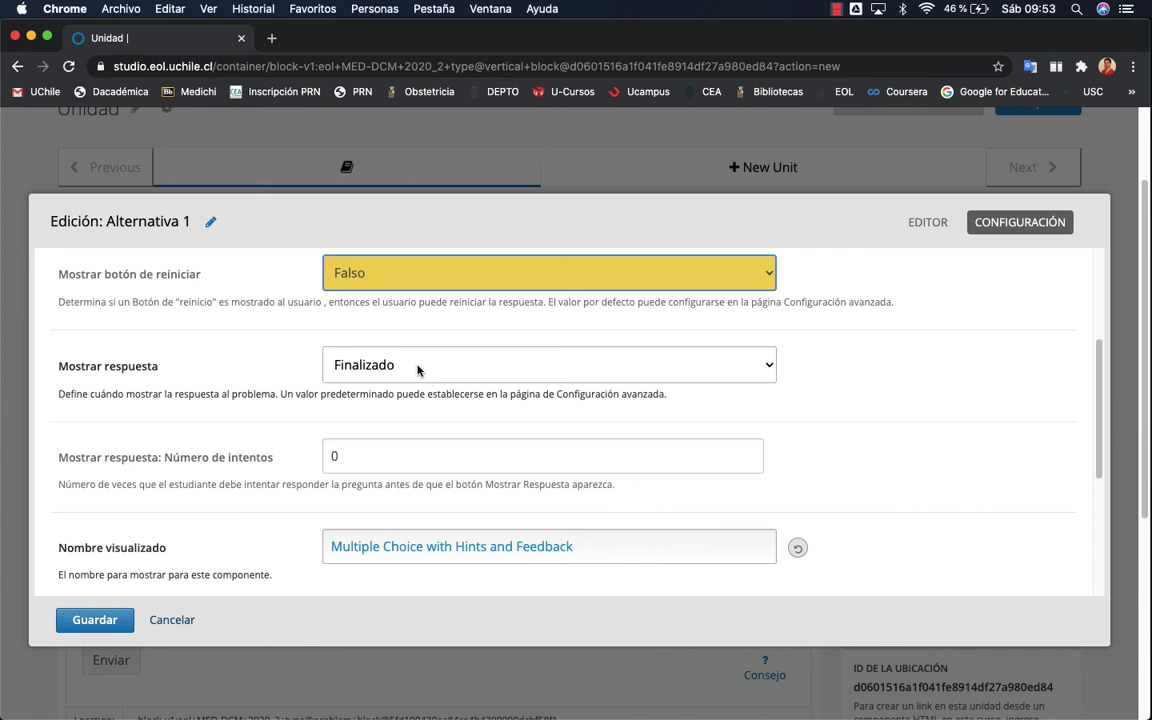 Chrome Archivo Editar Ver Historial Favoritos Personas Pestaña Ventana Ayuda 46 % Sáb 09:53
Unidad |
studio.eol.uchile.cl/container/block-v1:eol+MED-DCM+2020_2+type@vertical+block@d0601516a1f041fe8914df27a980ed84?action=new
UChile Dacadémica Medichi Inscripción PRN PRN Obstetricia DEPTO U-Cursos Ucampus CEA Biblioteca EOL Coursera Google for Educat... USC »
Unidad
Previous + New Unit Next
Edición: Alternativa 1 EDITOR CONFIGURACIÓN
Mostrar botón de reiniciar Falso
Determina si un Botón de "reinicio" es mostrado al usuario , entonces el usuario puede reiniciar la respuesta. El valor por defecto puede configurarse en la página Configuración avanzada.
Mostrar respuesta Finalizado
Define cuándo mostrar la respuesta al problema. Un valor predeterminado puede establecerse en la página de Configuración avanzada.
Mostrar respuesta: Número de intentos 0
Número de veces que el estudiante debe intentar responder la pregunta antes de que el botón Mostrar Respuesta aparezca.
Nombre visualizado Multiple Choice with Hints and Feedback
El nombre para mostrar para este componente.
Guardar Cancelar
Enviar ?
Consejo
ID DE LA UBICACIÓN
d0601516a1f041fe8914df27a980ed84
Para crear un link en esta unidad desde un